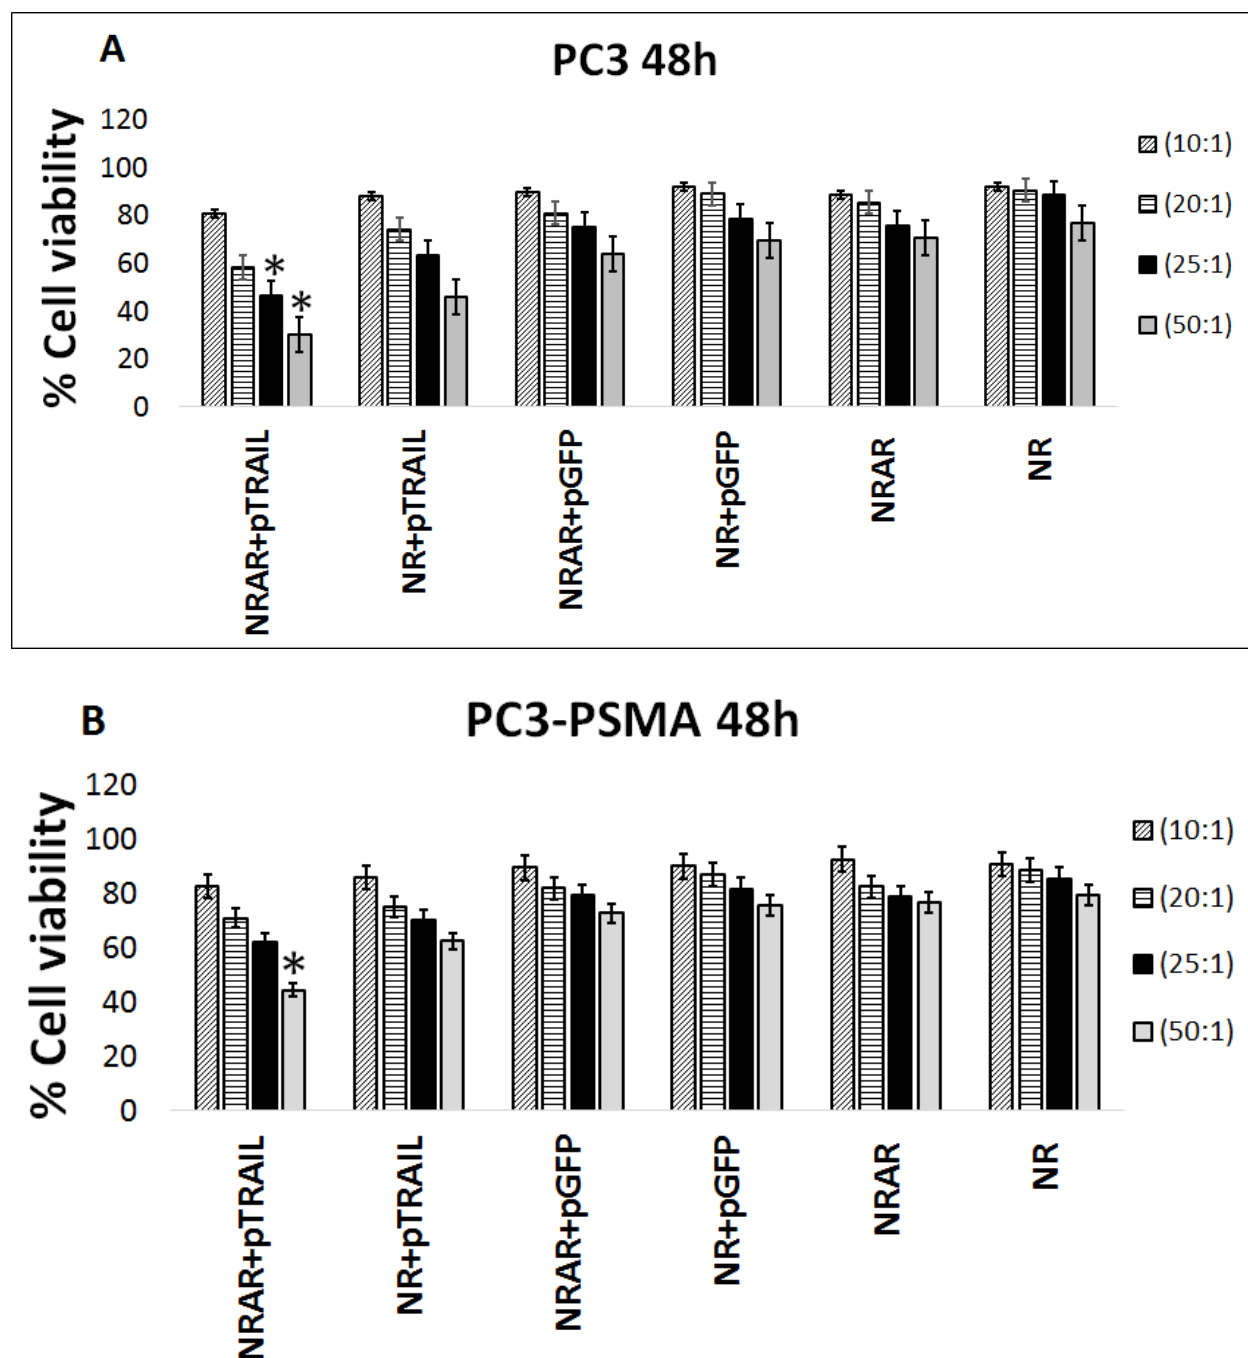 A
PC3 48h
% Cell viability
120
100
80
60
40
20
0
*
*
NRAR+pTRAIL
NR+pTRAIL
NRAR+pGFP
NR+pGFP
NRAR
NR
(10:1)
(20:1)
(25:1)
(50:1)
B
PC3-PSMA 48h
% Cell viability
120
100
80
60
40
20
0
*
NRAR+pTRAIL
NR+pTRAIL
NRAR+pGFP
NR+pGFP
NRAR
NR
(10:1)
(20:1)
(25:1)
(50:1)